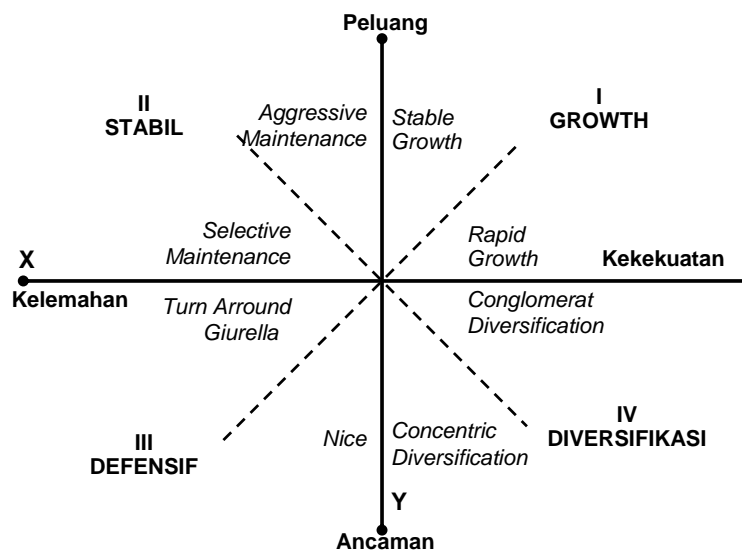 Peluang
II
STABIL
Aggressive
Maintenance
Stable
Growth
I
GROWTH
Selective
Maintenance
Rapid
Growth
X
Kekekuatan
Kelemahan
Turn Arround
Giurella
Conglomerat
Diversification
III
DEFENSIF
Nice
Concentric
Diversification
IV
DIVERSIFIKASI
Y
Ancaman